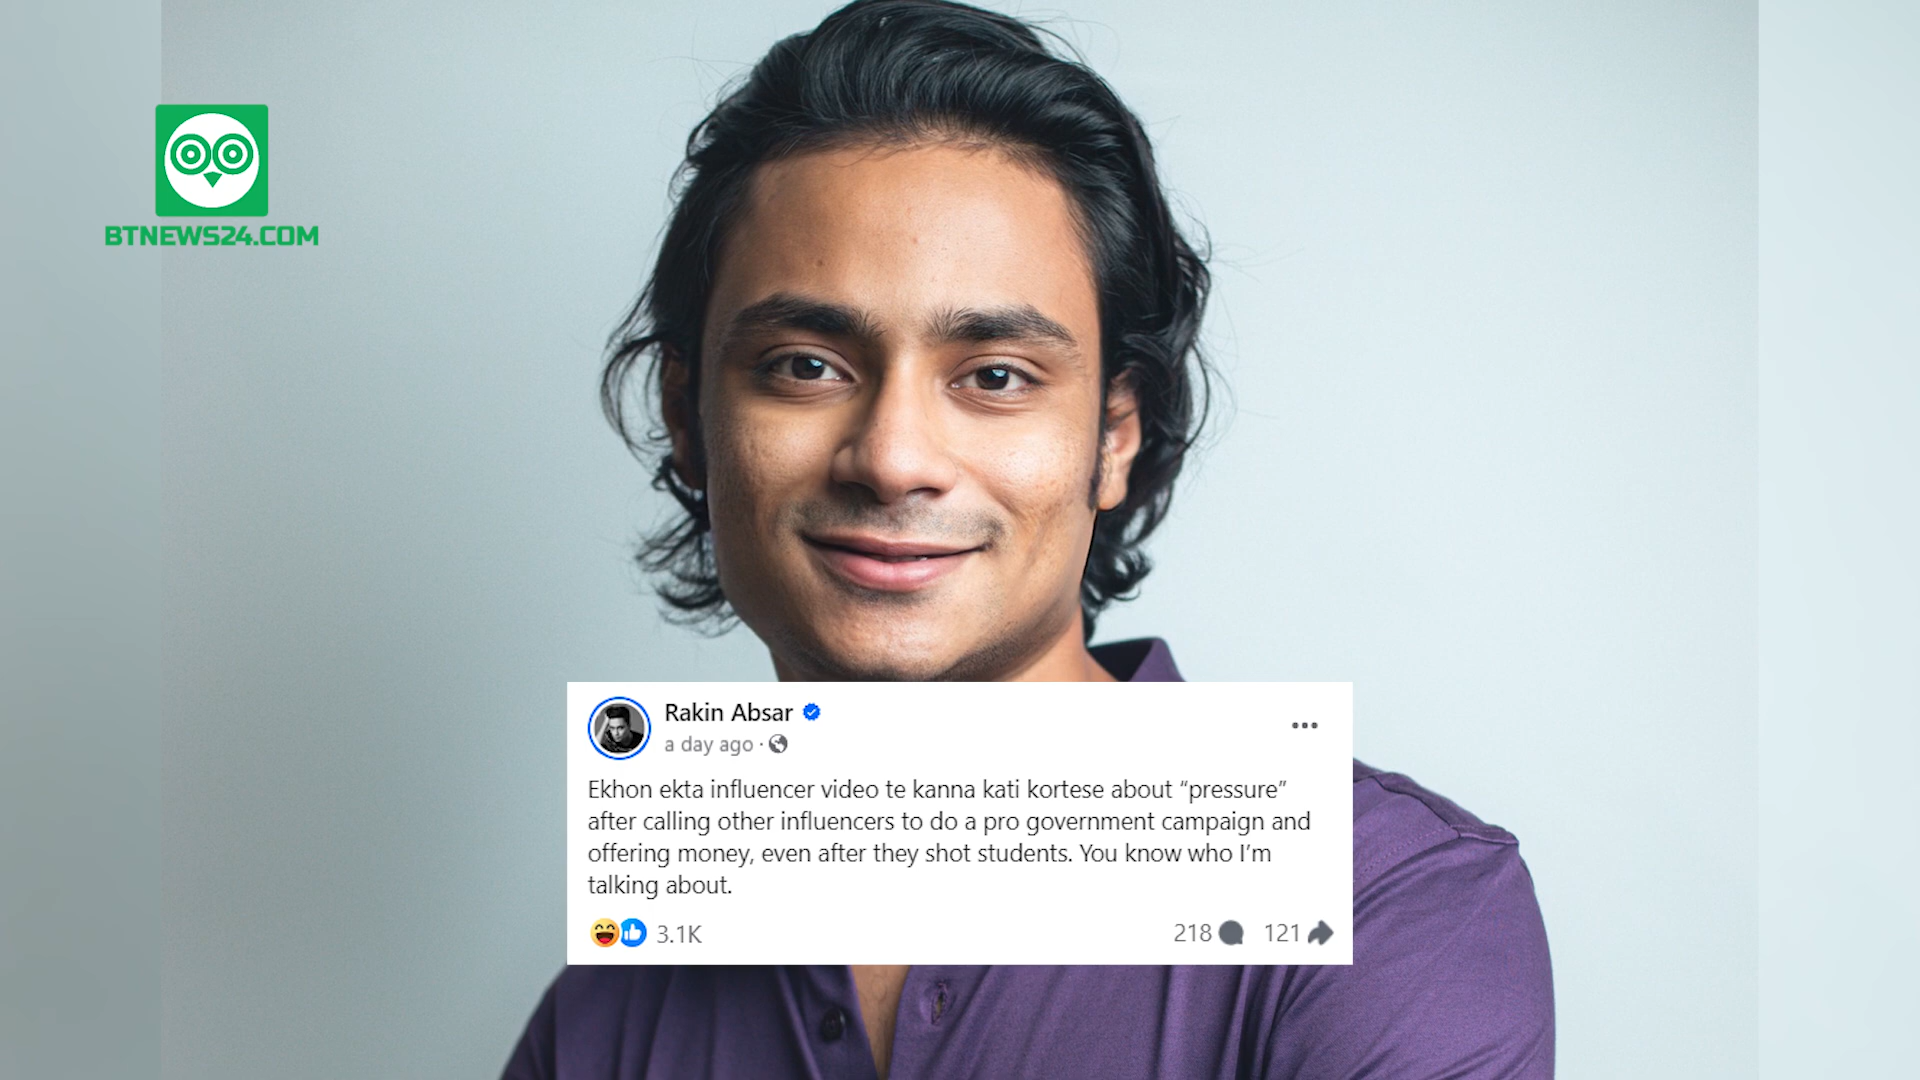 BTNEWS24.COM
Rakin Absar
a day ago ·
Ekhon ekta influencer video te kanna kati kortese about “pressure”
after calling other influencers to do a pro government campaign and
offering money, even after they shot students. You know who I’m
talking about.
3.1K
218
121